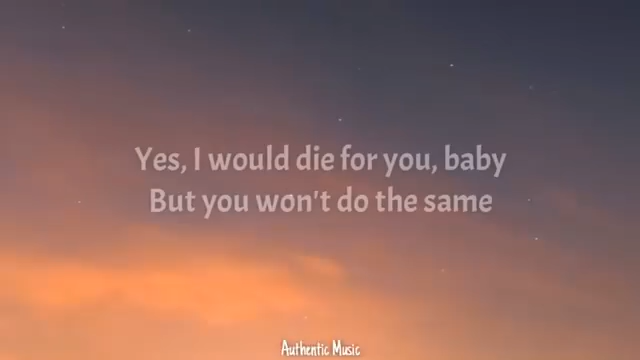 Yes, I would die for you, baby
But you won't do the same
Authentic Music